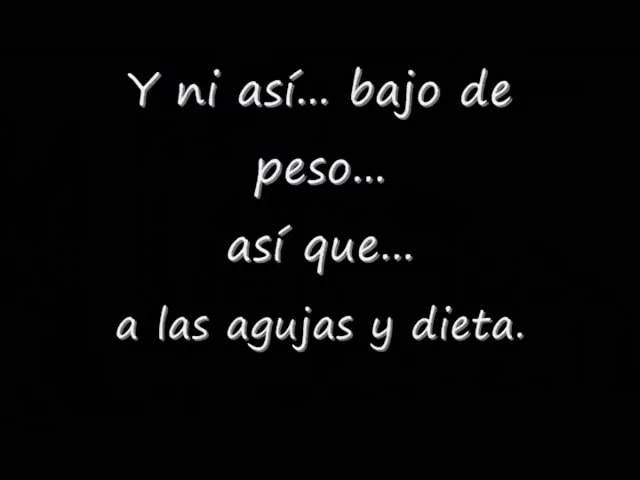 Y ni así... bajo de
peso...
así que...
a las agujas y dieta.